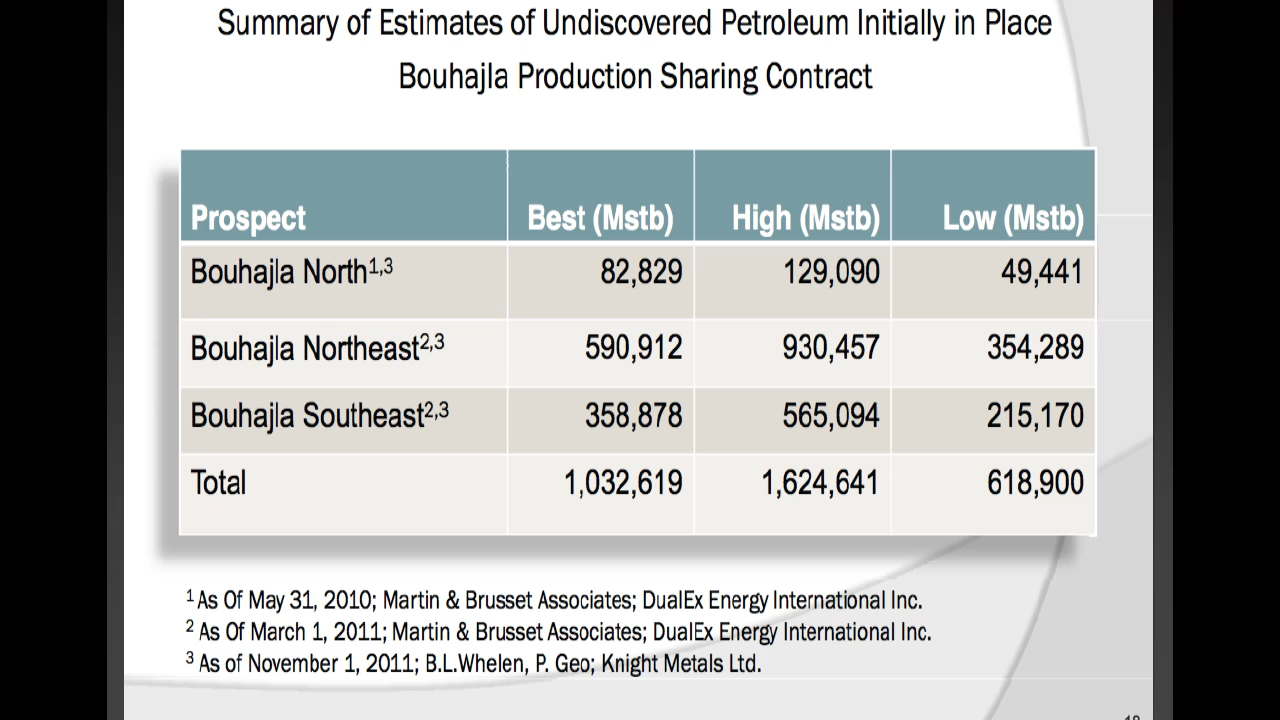 Summary of Estimates of Undiscovered Petroleum Initially in Place
Bouhajla Production Sharing Contract
Prospect Best (Mstb) High (Mstb) Low (Mstb)
Bouhajla North1,3 82,829 129,090 49,441
Bouhajla Northeast2,3 590,912 930,457 354,289
Bouhajla Southeast2,3 358,878 565,094 215,170
Total 1,032,619 1,624,641 618,900
1 As Of May 31, 2010; Martin & Brusset Associates; DualEx Energy International Inc.
2 As Of March 1, 2011; Martin & Brusset Associates; DualEx Energy International Inc.
3 As of November 1, 2011; B.L.Whelen, P. Geo; Knight Metals Ltd.